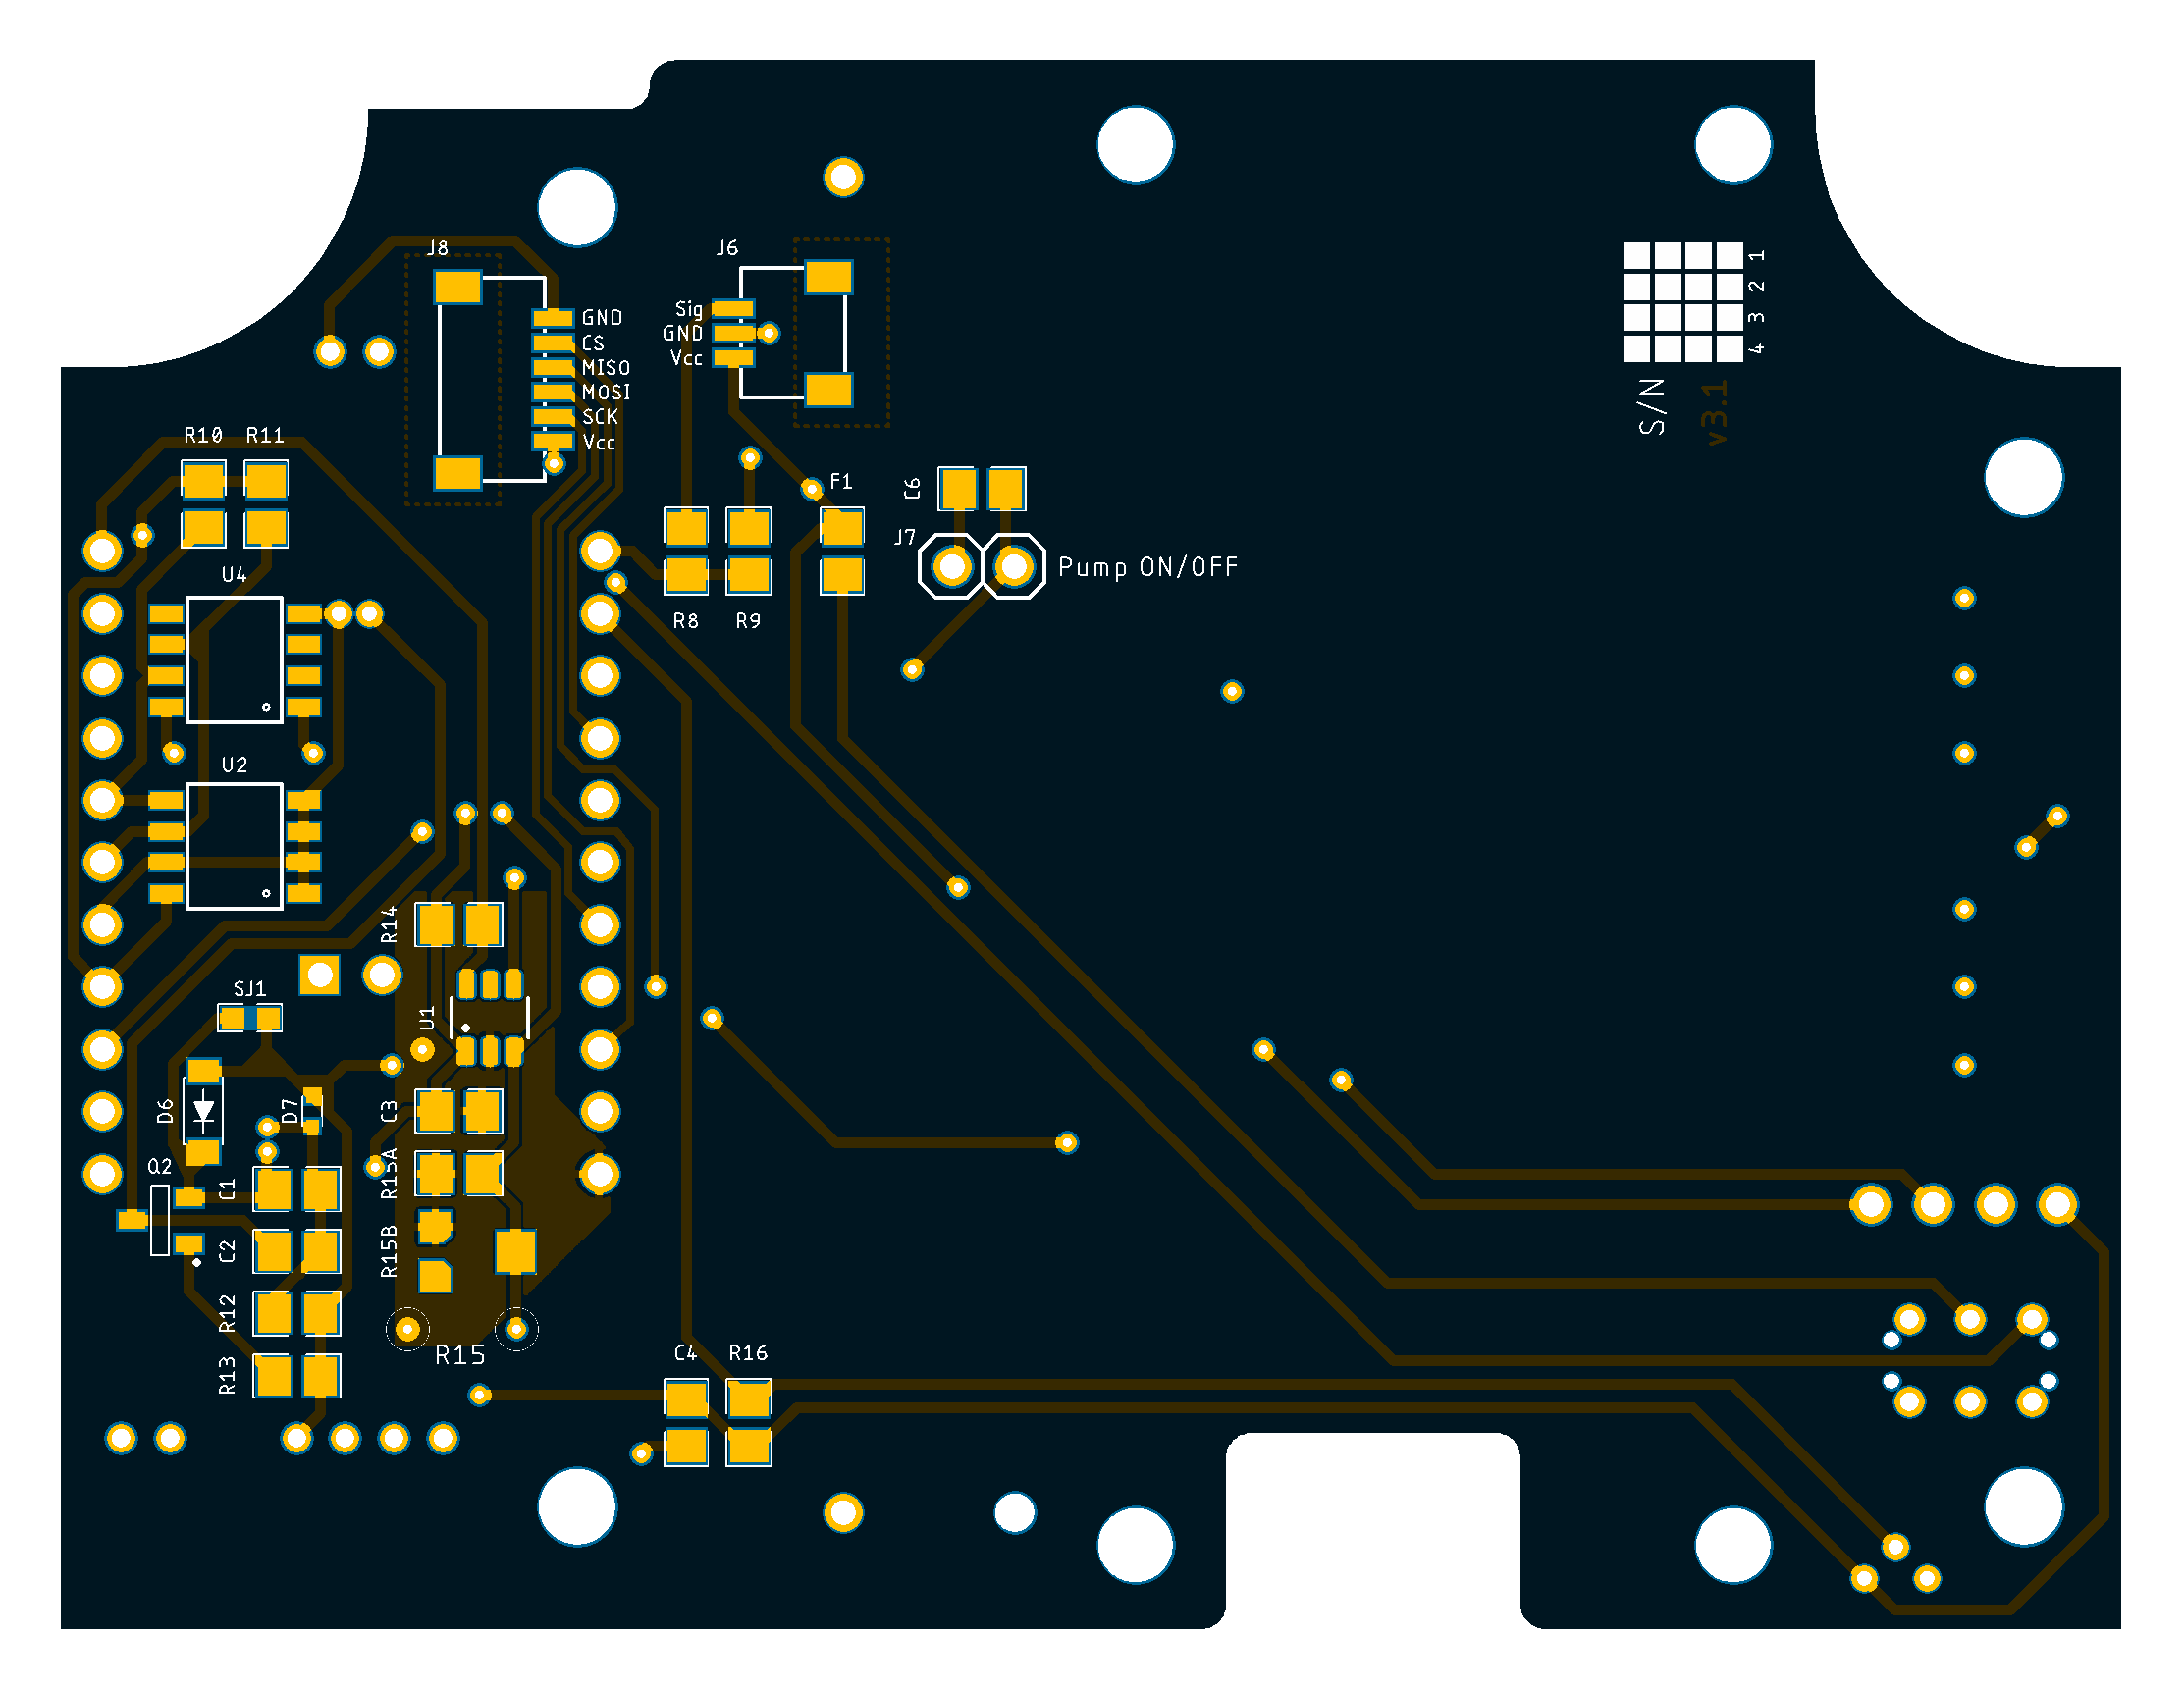 J8
J6
GND
CS
MISO
MOSI
SCK
Vcc
Sig
GND
Vcc
1
2
3
4
S/N
v3.1
R10
R11
F1
C6
J7
Pump ON/OFF
U4
R8
R9
U2
R14
SJ1
U1
D6
D7
C3
Q2
C1
R15A
C2
R15B
R12
R15
R13
C4
R16